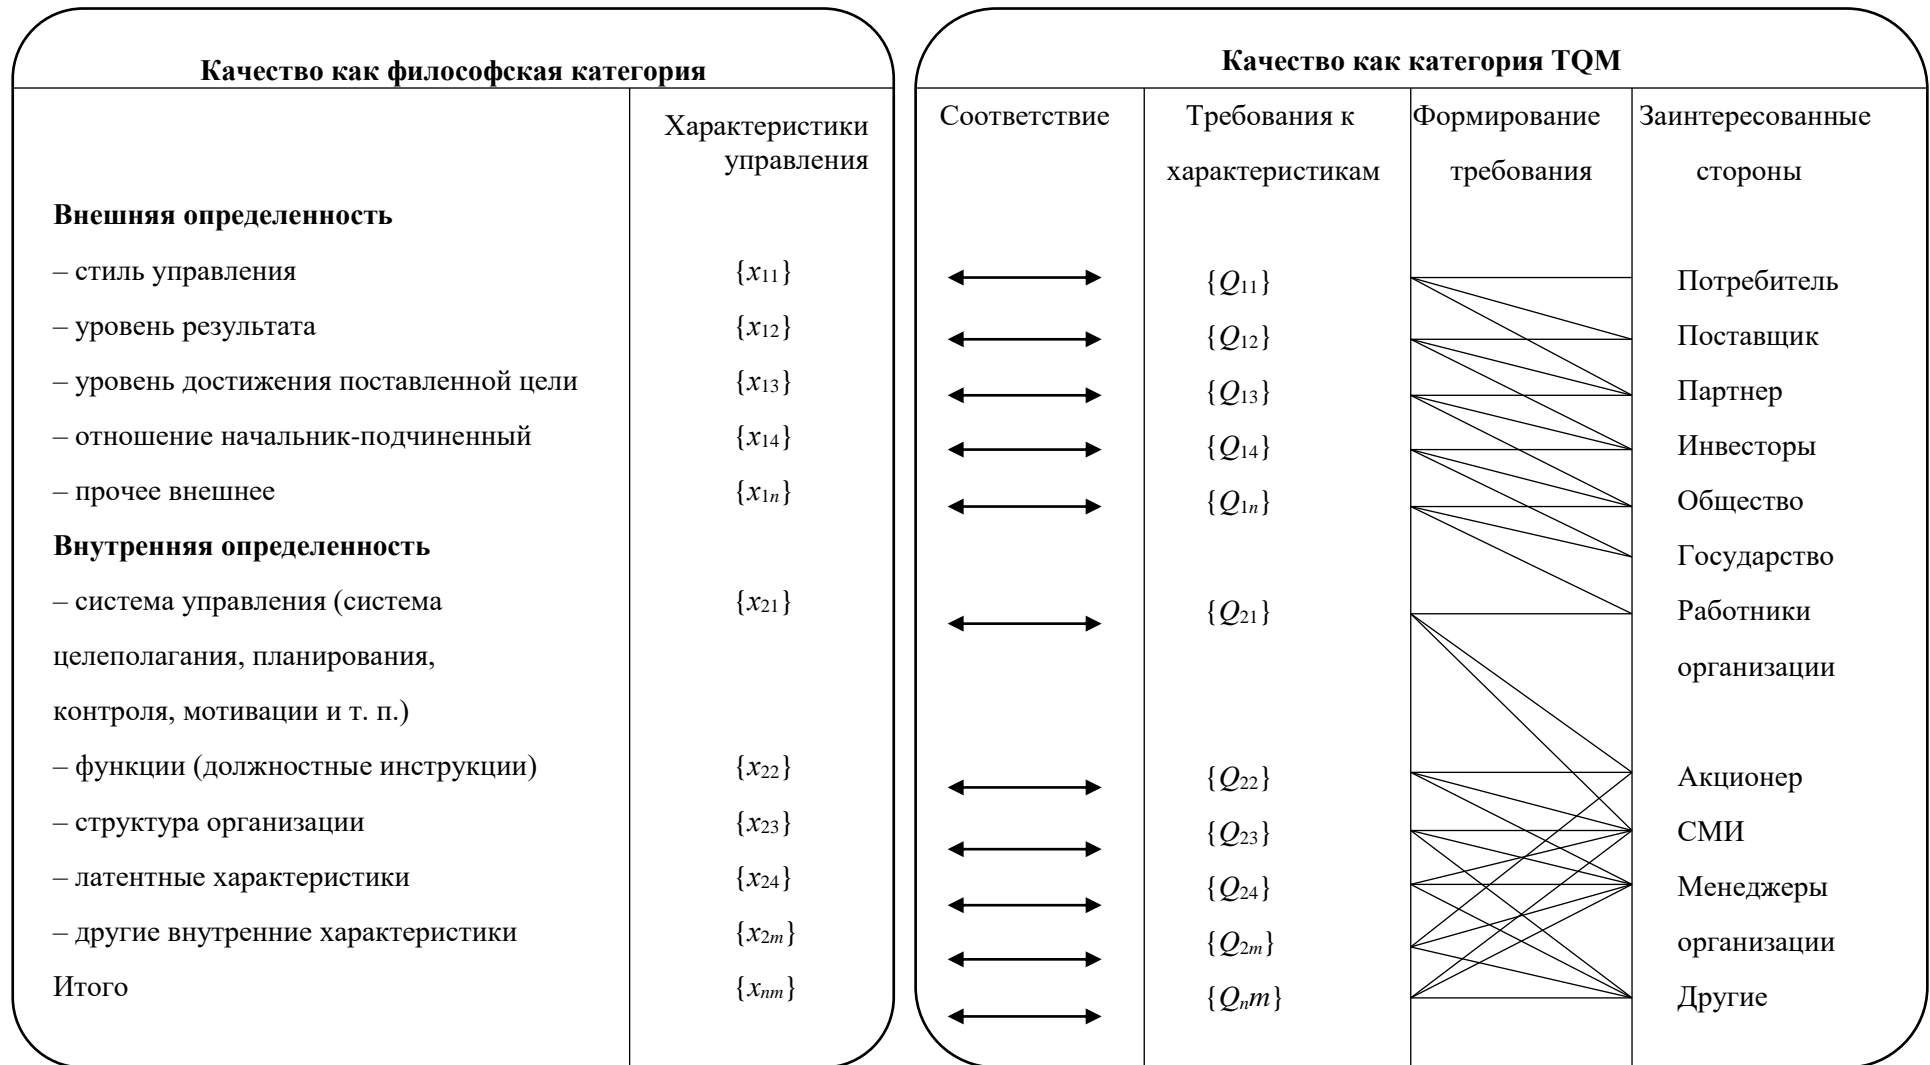 Качество как философская категория
Характеристики
управления
Внешняя определенность
– стиль управления {x11}
– уровень результата {x12}
– уровень достижения поставленной цели {x13}
– отношение начальник-подчиненный {x14}
– прочее внешнее {x1n}
Внутренняя определенность
– система управления (система {x21}
целеполагания, планирования,
контроля, мотивации и т. п.)
– функции (должностные инструкции) {x22}
– структура организации {x23}
– латентные характеристики {x24}
– другие внутренние характеристики {x2m}
Итого {xnm}
Качество как категория TQM
Соответствие Требования к Формирование Заинтересованные
характеристикам требования стороны
{Q11} Потребитель
{Q12} Поставщик
{Q13} Партнер
{Q14} Инвесторы
{Q1n} Общество
Государство
{Q21} Работники
организации
{Q22} Акционер
{Q23} СМИ
{Q24} Менеджеры
{Q2m} организации
{Qnm} Другие